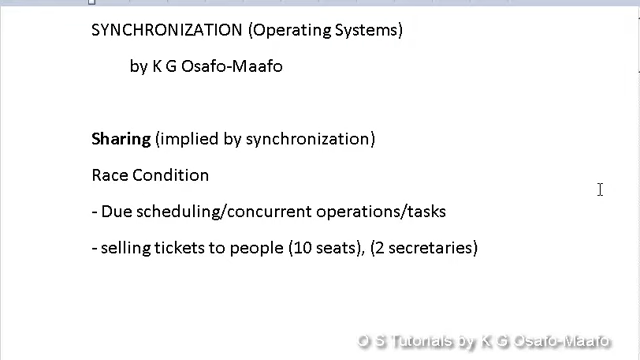 SYNCHRONIZATION (Operating Systems)
by K G Osafo-Maafo
Sharing (implied by synchronization)
Race Condition
- Due scheduling/concurrent operations/tasks
- selling tickets to people (10 seats), (2 secretaries)
O S Tutorials by K G Osafo-Maafo